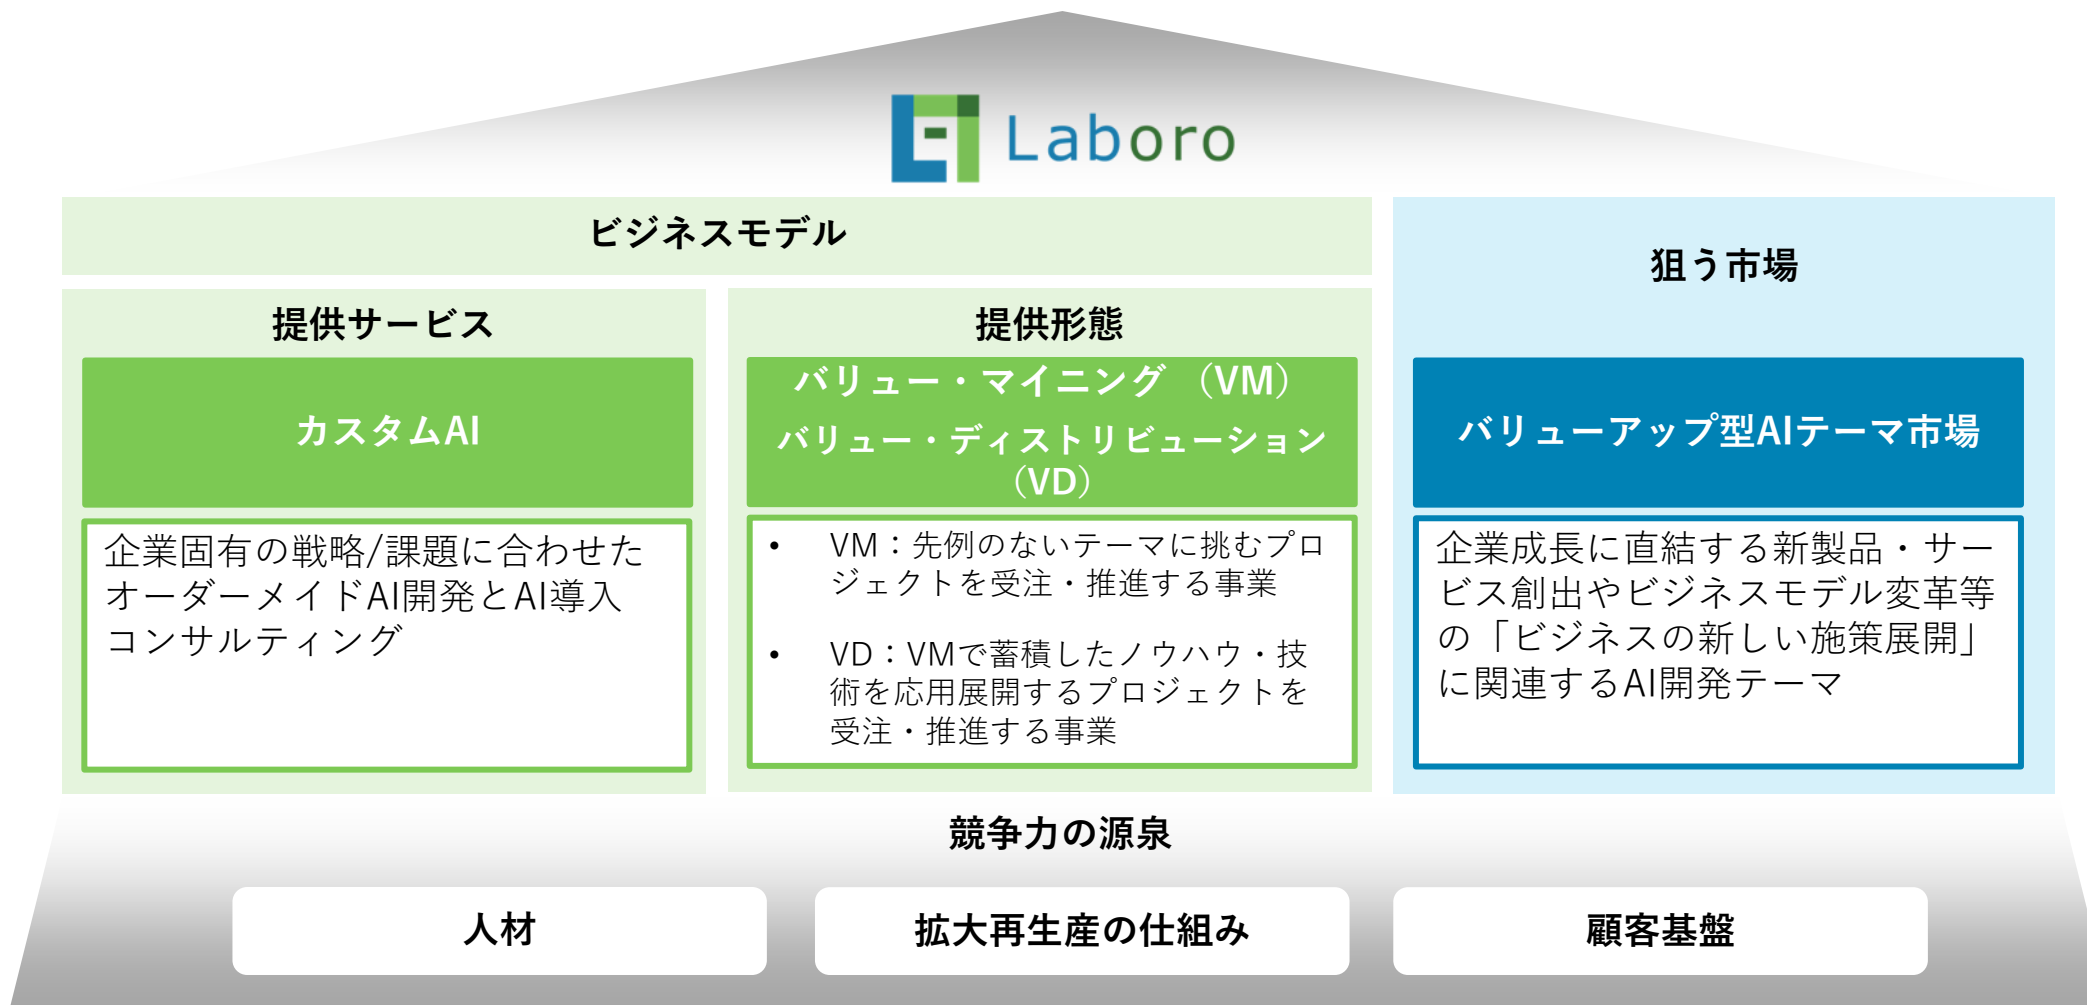 Laboro
ビジネスモデル
狙う市場
提供サービス
カスタムAI
企業固有の戦略/課題に合わせた
オーダーメイドAI開発とAI導入
コンサルティング
提供形態
バリュー・マイニング （VM）
バリュー・ディストリビューション
（VD）
• VM：先例のないテーマに挑むプロ
ジェクトを受注・推進する事業
• VD：VMで蓄積したノウハウ・技
術を応用展開するプロジェクトを
受注・推進する事業
バリューアップ型AIテーマ市場
企業成長に直結する新製品・サー
ビス創出やビジネスモデル変革等
の「ビジネスの新しい施策展開」
に関連するAI開発テーマ
競争力の源泉
人材
拡大再生産の仕組み
顧客基盤